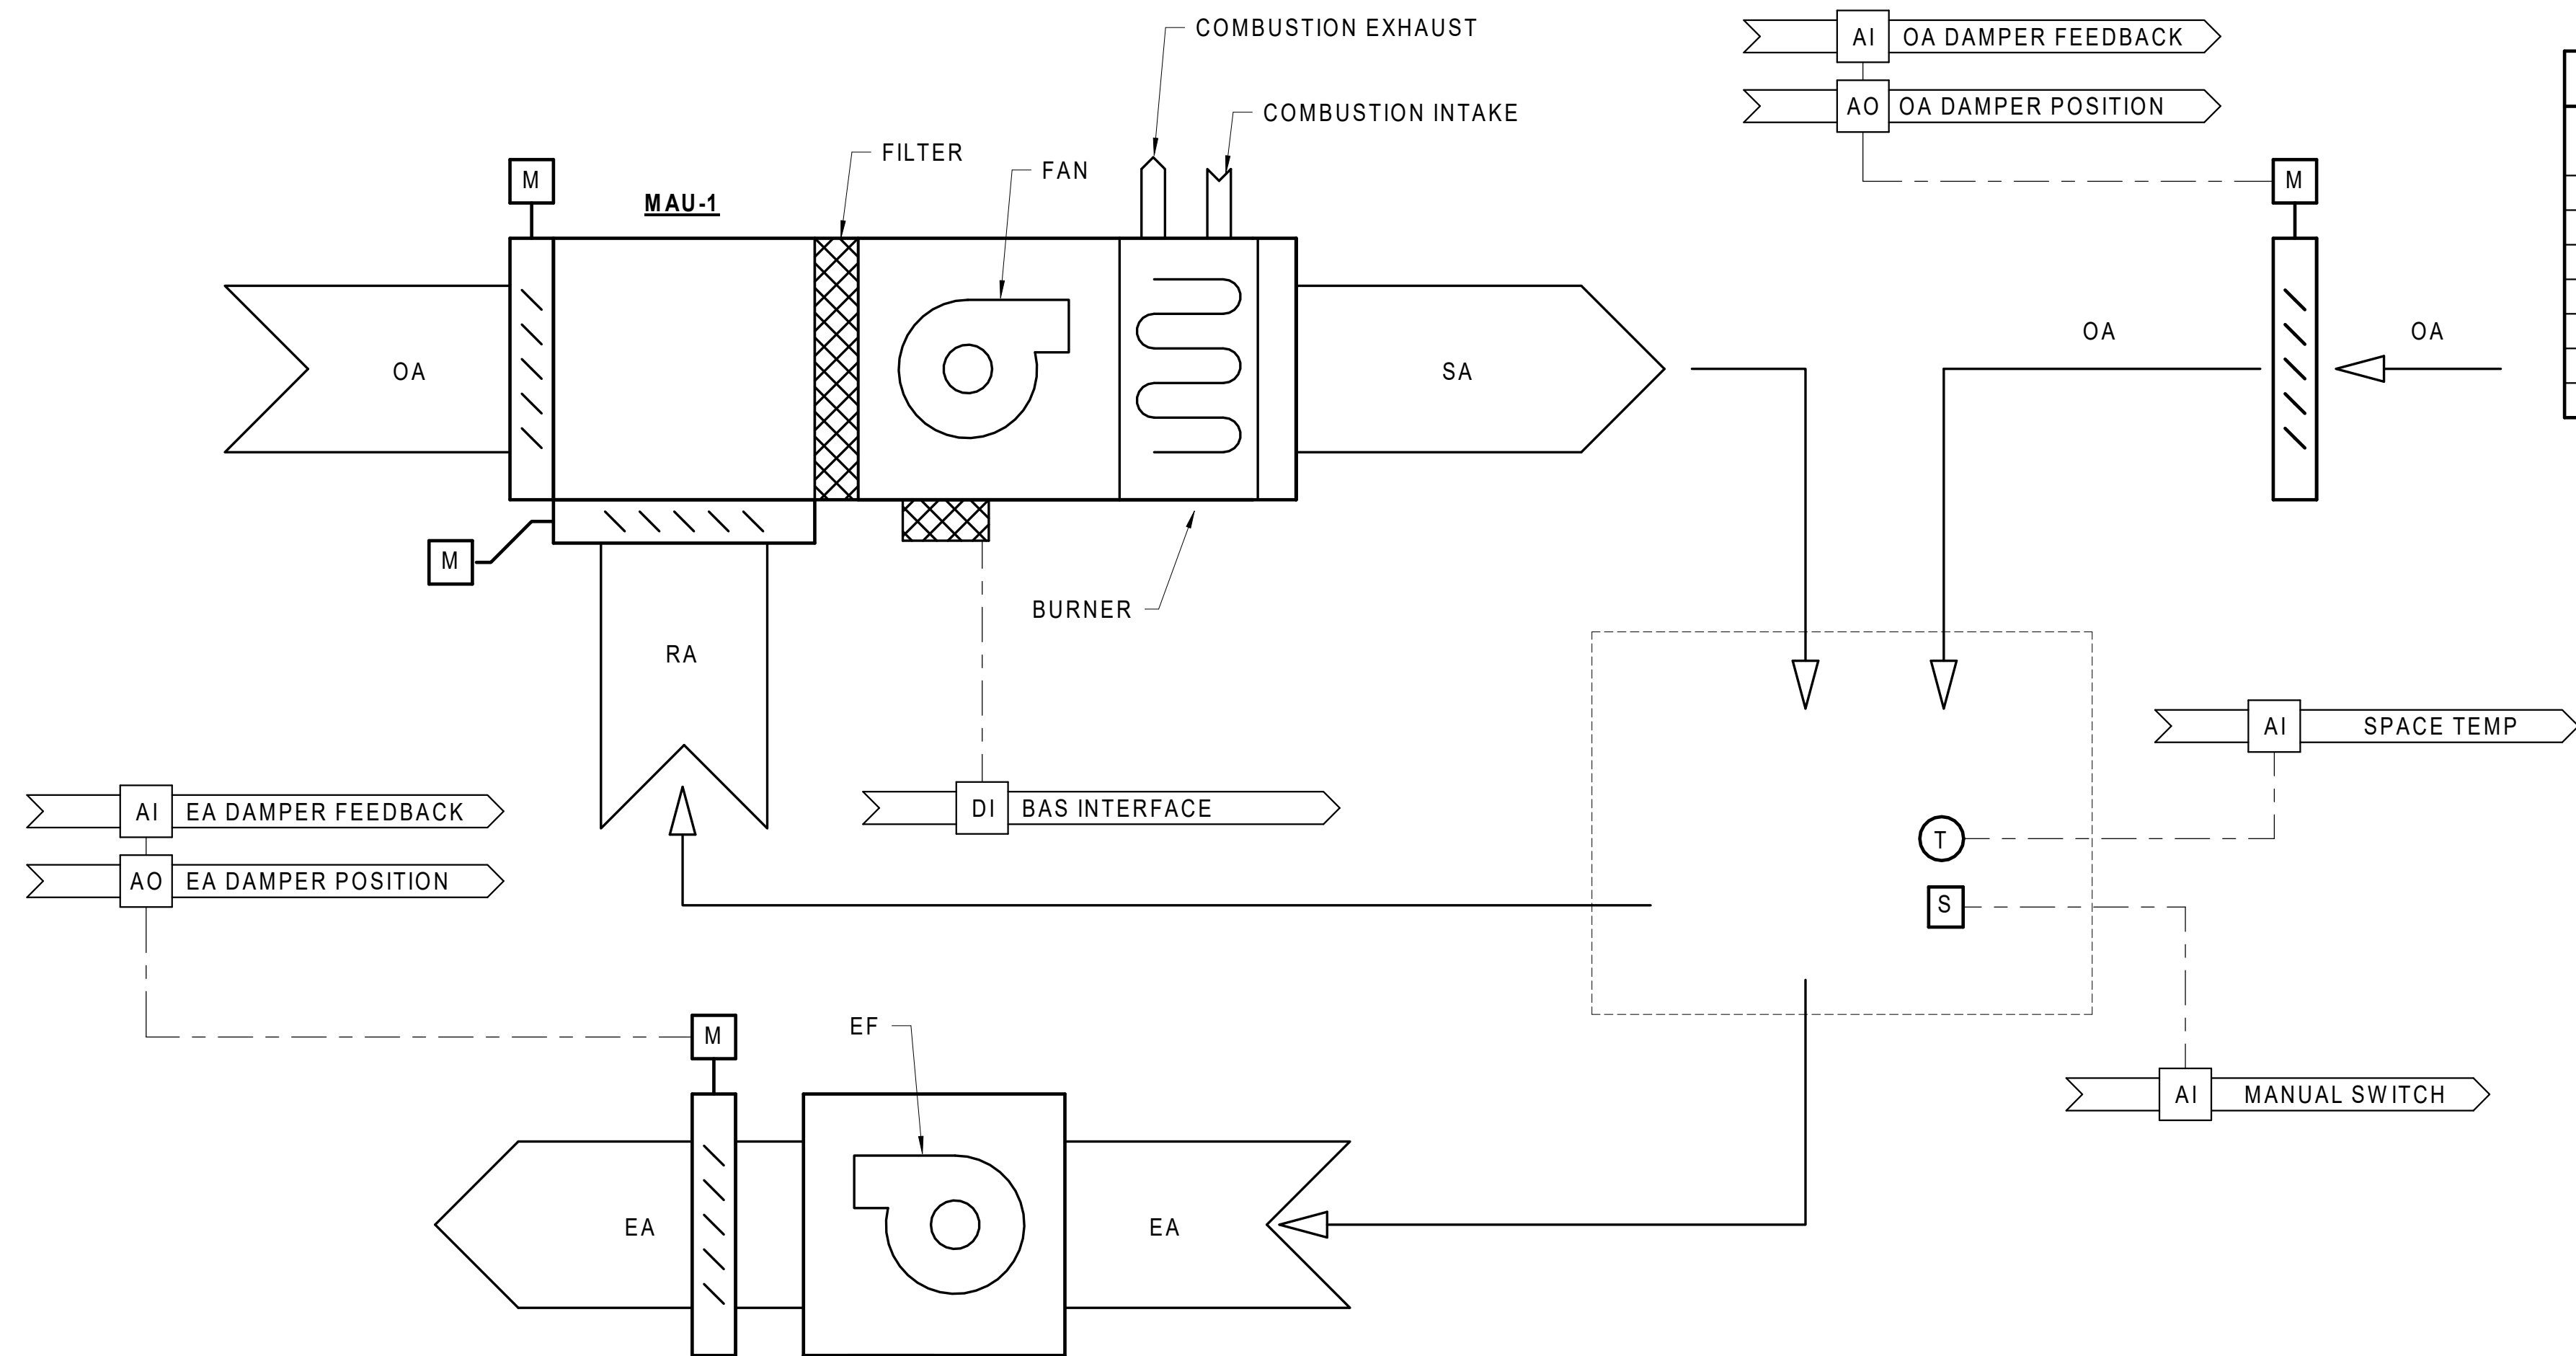 COMBUSTION EXHAUST
AI
OA DAMPER FEEDBACK
AO
OA DAMPER POSITION
COMBUSTION INTAKE
FILTER
FAN
M
MAU-1
M
OA
SA
OA
OA
M
BURNER
RA
AI
SPACE TEMP
AI
EA DAMPER FEEDBACK
DI
BAS INTERFACE
T
AO
EA DAMPER POSITION
S
M
EF
AI
MANUAL SWITCH
EA
EA